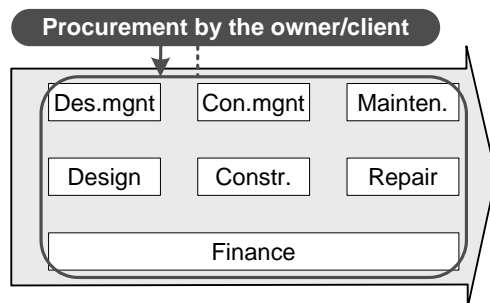 Procurement by the owner/client
Des.mgnt Con.mgnt Mainten.
Design Constr. Repair
Finance